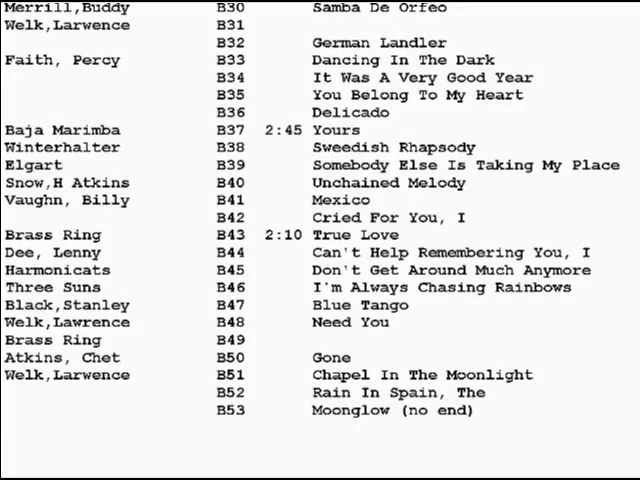 Merrill,Buddy B30 Samba De Orfeo
Welk,Larwence B31
B32 German Landler
Faith, Percy B33 Dancing In The Dark
B34 It Was A Very Good Year
B35 You Belong To My Heart
B36 Delicado
Baja Marimba B37 2:45 Yours
Winterhalter B38 Sweedish Rhapsody
Elgart B39 Somebody Else Is Taking My Place
Snow,H Atkins B40 Unchained Melody
Vaughn, Billy B41 Mexico
B42 Cried For You, I
Brass Ring B43 2:10 True Love
Dee, Lenny B44 Can't Help Remembering You, I
Harmonicats B45 Don't Get Around Much Anymore
Three Suns B46 I'm Always Chasing Rainbows
Black,Stanley B47 Blue Tango
Welk,Lawrence B48 Need You
Brass Ring B49
Atkins, Chet B50 Gone
Welk,Larwence B51 Chapel In The Moonlight
B52 Rain In Spain, The
B53 Moonglow (no end)